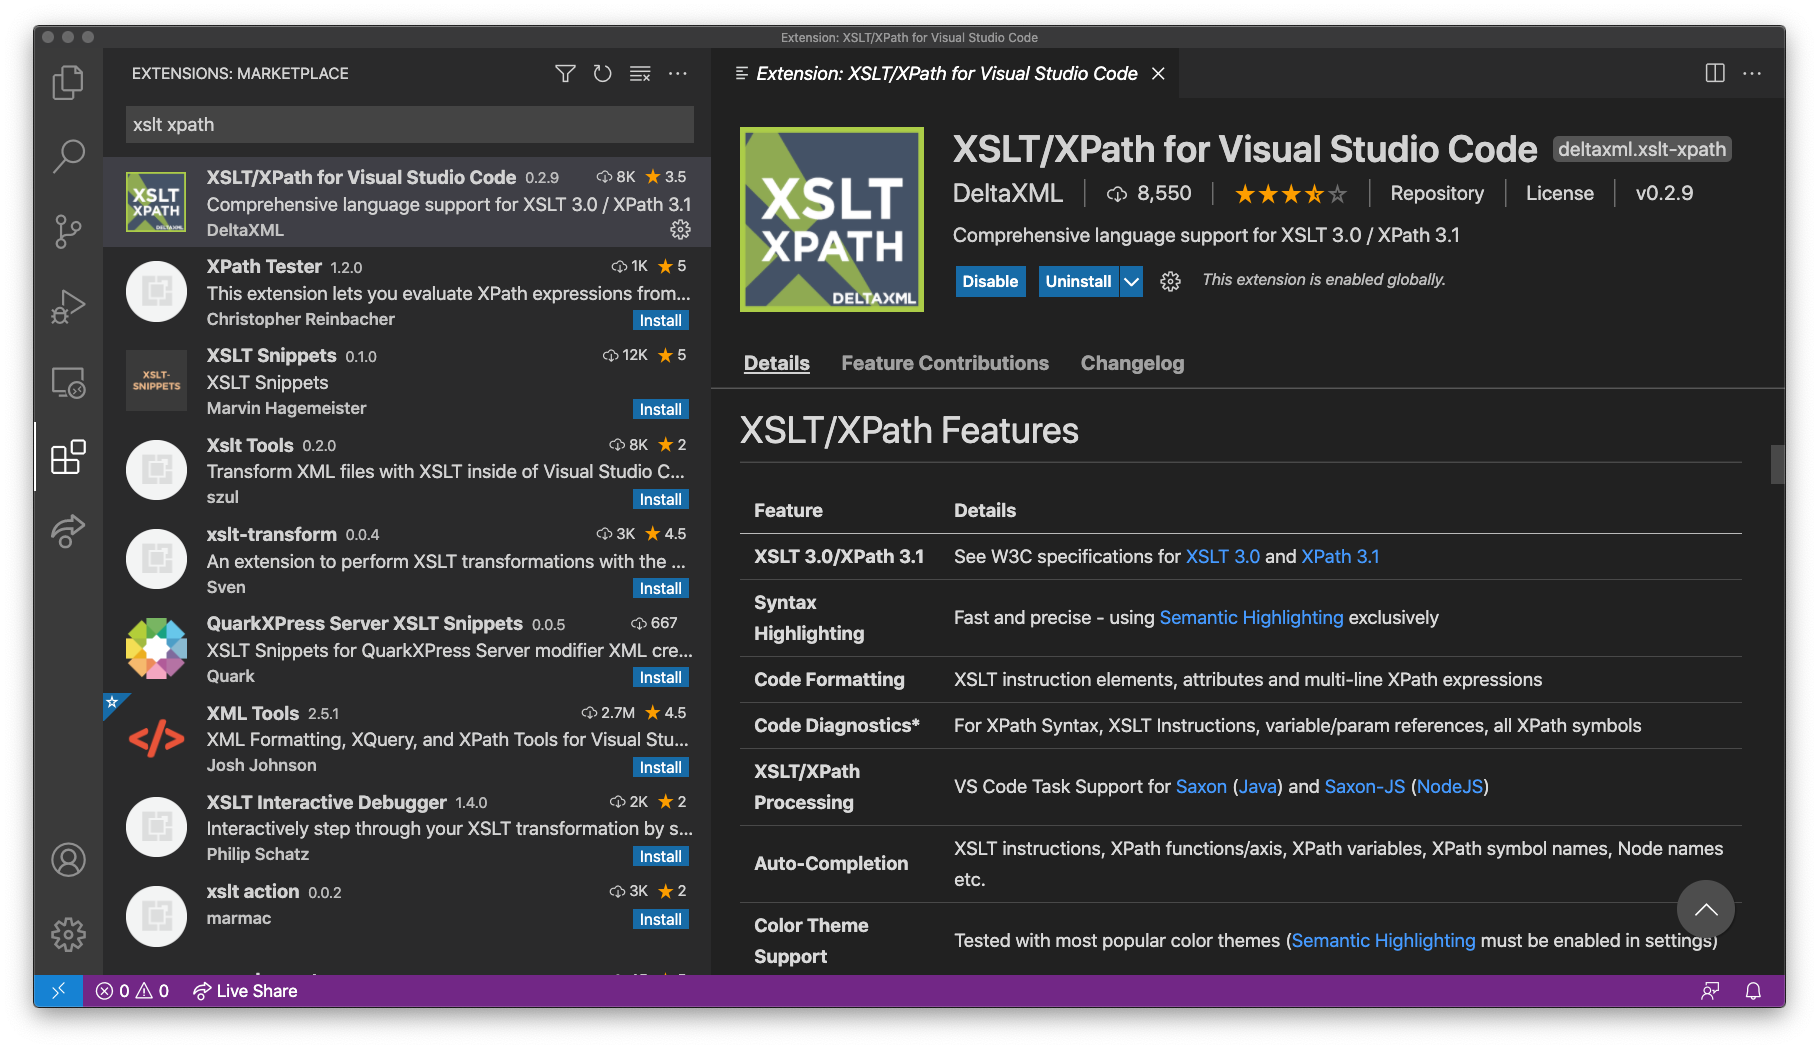 Extension: XSLT/XPath for Visual Studio Code
EXTENSIONS: MARKETPLACE
xslt xpath
XSLT
XPATH
DELTAXML
XSLT/XPath for Visual Studio Code 0.2.9 8K 3.5
Comprehensive language support for XSLT 3.0 / XPath 3.1
DeltaXML
XPath Tester 1.2.0 1K 5
This extension lets you evaluate XPath expressions from...
Christopher Reinbacher Install
XSLT-
SNIPPETS
XSLT Snippets 0.1.0 12K 5
XSLT Snippets
Marvin Hagemeister Install
Xslt Tools 0.2.0 8K 2
Transform XML files with XSLT inside of Visual Studio C...
szul Install
xslt-transform 0.0.4 3K 4.5
An extension to perform XSLT transformations with the ...
Sven Install
QuarkXPress Server XSLT Snippets 0.0.5 667
XSLT Snippets for QuarkXPress Server modifier XML cre...
Quark Install
XML Tools 2.5.1 2.7M 4.5
XML Formatting, XQuery, and XPath Tools for Visual Stu...
Josh Johnson Install
XSLT Interactive Debugger 1.4.0 2K 2
Interactively step through your XSLT transformation by s...
Philip Schatz Install
xslt action 0.0.2 3K 2
marmac Install
Extension: XSLT/XPath for Visual Studio Code
XSLT
XPATH
DELTAXML
XSLT/XPath for Visual Studio Code deltaxml.xslt-xpath
DeltaXML 8,550 Repository License v0.2.9
Comprehensive language support for XSLT 3.0 / XPath 3.1
Disable Uninstall This extension is enabled globally.
Details Feature Contributions Changelog
XSLT/XPath Features
Feature Details
XSLT 3.0/XPath 3.1 See W3C specifications for XSLT 3.0 and XPath 3.1
Syntax
Highlighting
Fast and precise - using Semantic Highlighting exclusively
Code Formatting XSLT instruction elements, attributes and multi-line XPath expressions
Code Diagnostics* For XPath Syntax, XSLT Instructions, variable/param references, all XPath symbols
XSLT/XPath
Processing
VS Code Task Support for Saxon (Java) and Saxon-JS (NodeJS)
Auto-Completion
XSLT instructions, XPath functions/axis, XPath variables, XPath symbol names, Node names
etc.
Color Theme
Support
Tested with most popular color themes (Semantic Highlighting must be enabled in settings)
0 0 Live Share